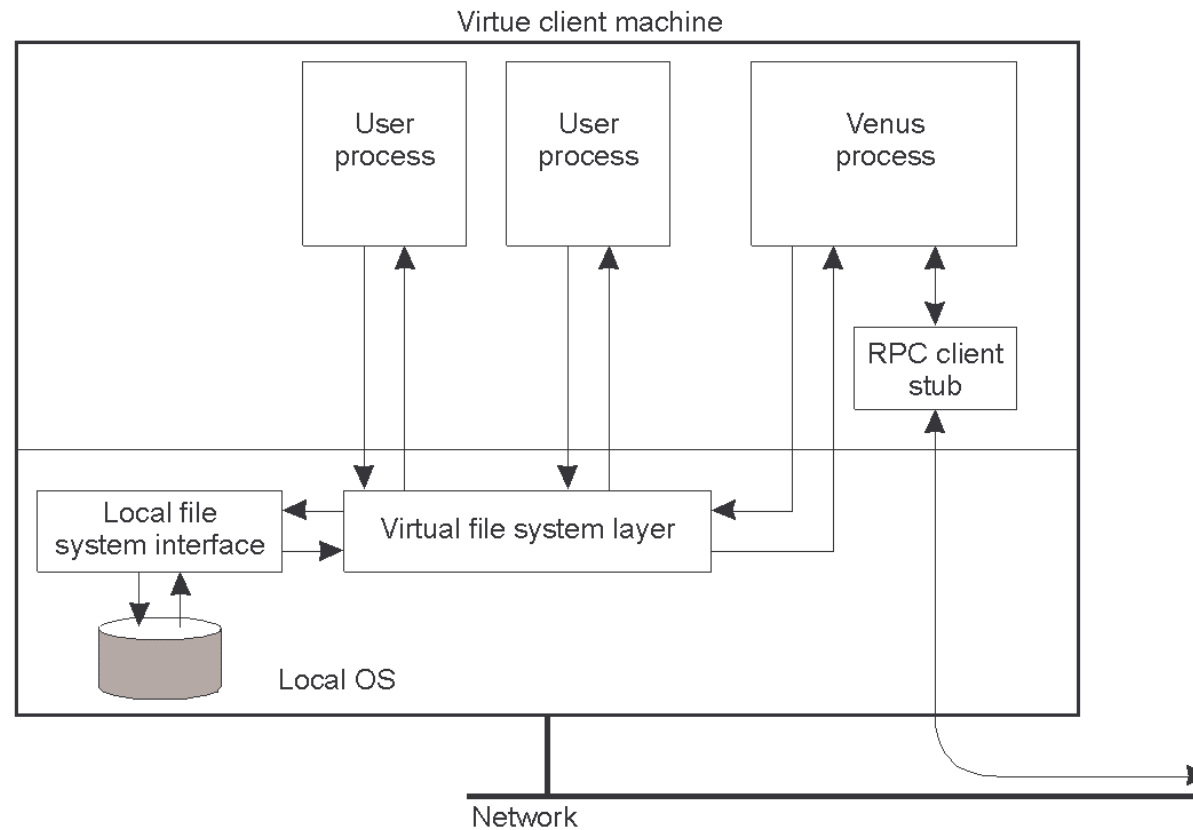 Virtue client machine
User
process
User
process
Venus
process
RPC client
stub
Local file
system interface
Virtual file system layer
Local OS
Network